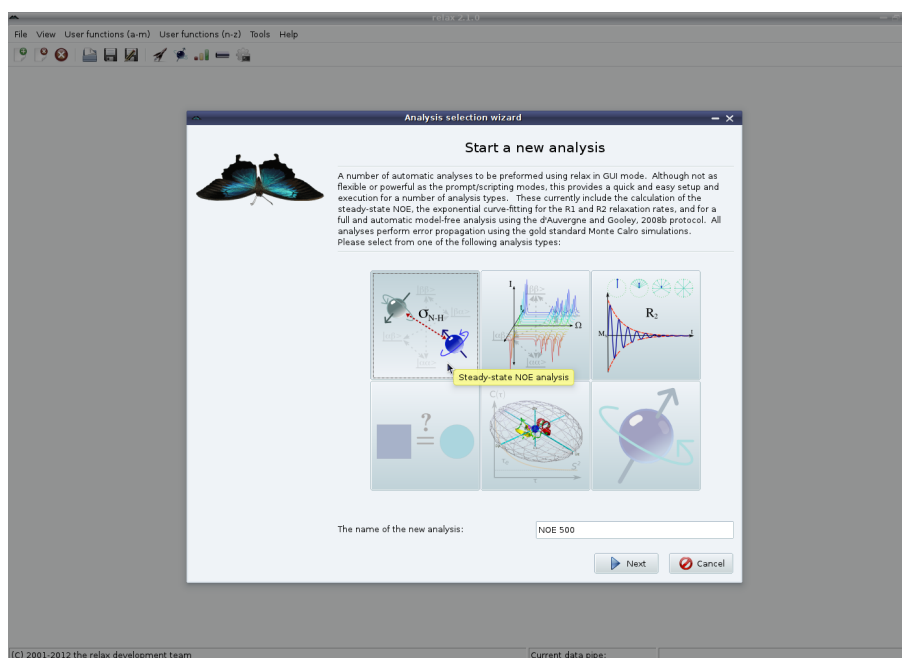 relax 2.1.0
File View User functions (a-m) User functions (n-z) Tools Help
Analysis selection wizard
Start a new analysis
A number of automatic analyses to be preformed using relax in GUI mode.  Although not as
flexible or powerful as the prompt/scripting modes, this provides a quick and easy setup and
execution for a number of analysis types.   These currently include the calculation of the
steady-state NOE, the exponential curve-fitting for the R1 and R2 relaxation rates, and for a
full and automatic model-free analysis using the d'Auvergne and Gooley, 2008b protocol.  All
analyses perform error propagation using the gold standard Monte Calro simulations.
Please select from one of the following analysis types:
σN-H
I
Ω
R2
Steady-state NOE analysis
?
=
C(τ)
S²
The name of the new analysis:
NOE 500
Next
Cancel
(C) 2001-2012 the relax development team
Current data pipe: